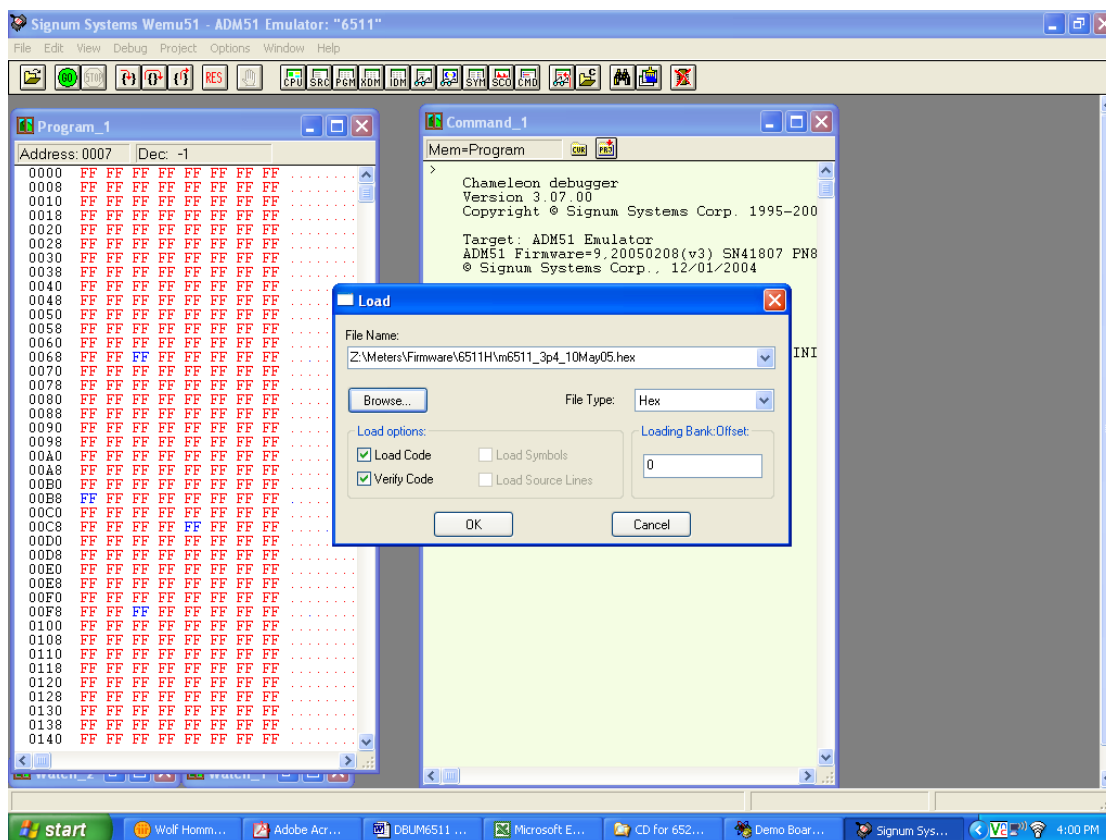 Signum Systems Wemu51 - ADM51 Emulator: "6511"
File Edit View Debug Project Options Window Help
GO STOP RES CPU SRC PGM XDM IDM SYM SCO CMD
Program_1
Address: 0007 Dec: -1
0000 FF FF FF FF FF FF FF FF ........
0008 FF FF FF FF FF FF FF FF ........
0010 FF FF FF FF FF FF FF FF ........
0018 FF FF FF FF FF FF FF FF ........
0020 FF FF FF FF FF FF FF FF ........
0028 FF FF FF FF FF FF FF FF ........
0030 FF FF FF FF FF FF FF FF ........
0038 FF FF FF FF FF FF FF FF ........
0040 FF FF FF FF FF FF FF FF
0048 FF FF FF FF FF FF FF FF
0050 FF FF FF FF FF FF FF FF
0058 FF FF FF FF FF FF FF FF
0060 FF FF FF FF FF FF FF FF
0068 FF FF FF FF FF FF FF FF
0070 FF FF FF FF FF FF FF FF
0078 FF FF FF FF FF FF FF FF
0080 FF FF FF FF FF FF FF FF
0088 FF FF FF FF FF FF FF FF
0090 FF FF FF FF FF FF FF FF
0098 FF FF FF FF FF FF FF FF
00A0 FF FF FF FF FF FF FF FF
00A8 FF FF FF FF FF FF FF FF
00B0 FF FF FF FF FF FF FF FF
00B8 FF FF FF FF FF FF FF FF
00C0 FF FF FF FF FF FF FF FF
00C8 FF FF FF FF FF FF FF FF
00D0 FF FF FF FF FF FF FF FF
00D8 FF FF FF FF FF FF FF FF ........
00E0 FF FF FF FF FF FF FF FF ........
00E8 FF FF FF FF FF FF FF FF ........
00F0 FF FF FF FF FF FF FF FF ........
00F8 FF FF FF FF FF FF FF FF ........
0100 FF FF FF FF FF FF FF FF ........
0108 FF FF FF FF FF FF FF FF ........
0110 FF FF FF FF FF FF FF FF ........
0118 FF FF FF FF FF FF FF FF ........
0120 FF FF FF FF FF FF FF FF ........
0128 FF FF FF FF FF FF FF FF ........
0130 FF FF FF FF FF FF FF FF ........
0138 FF FF FF FF FF FF FF FF ........
0140 FF FF FF FF FF FF FF FF ........
Watch_2 Watch_1
Command_1
Mem=Program CUR PRJ
>
Chameleon debugger
Version 3.07.00
Copyright © Signum Systems Corp. 1995-200
Target: ADM51 Emulator
ADM51 Firmware=9,20050208(v3) SN41807 PN8
© Signum Systems Corp., 12/01/2004
INI
Load
File Name:
Z:\Meters\Firmware\6511H\m6511_3p4_10May05.hex
Browse... File Type: Hex
Load options: Loading Bank:Offset:
Load Code Load Symbols 0
Verify Code Load Source Lines
OK Cancel
start Wolf Homm... Adobe Acr... DBUM6511 ... Microsoft E... CD for 652... Demo Boar... Signum Sys... 4:00 PM